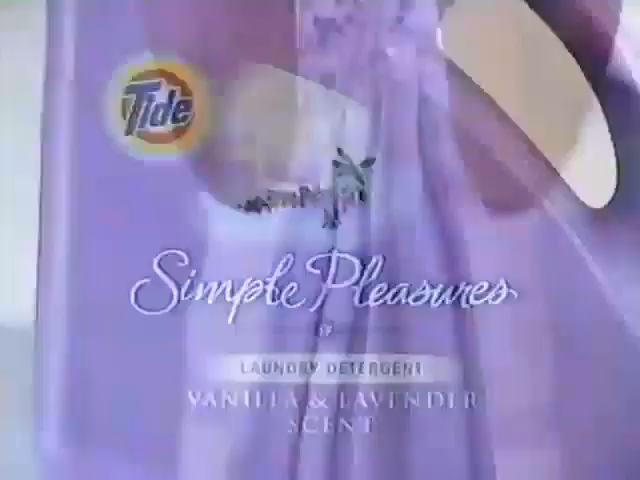 Tide
Simple Pleasures
LAUNDRY DETERGENT
VANILLA & LAVENDER
SCENT